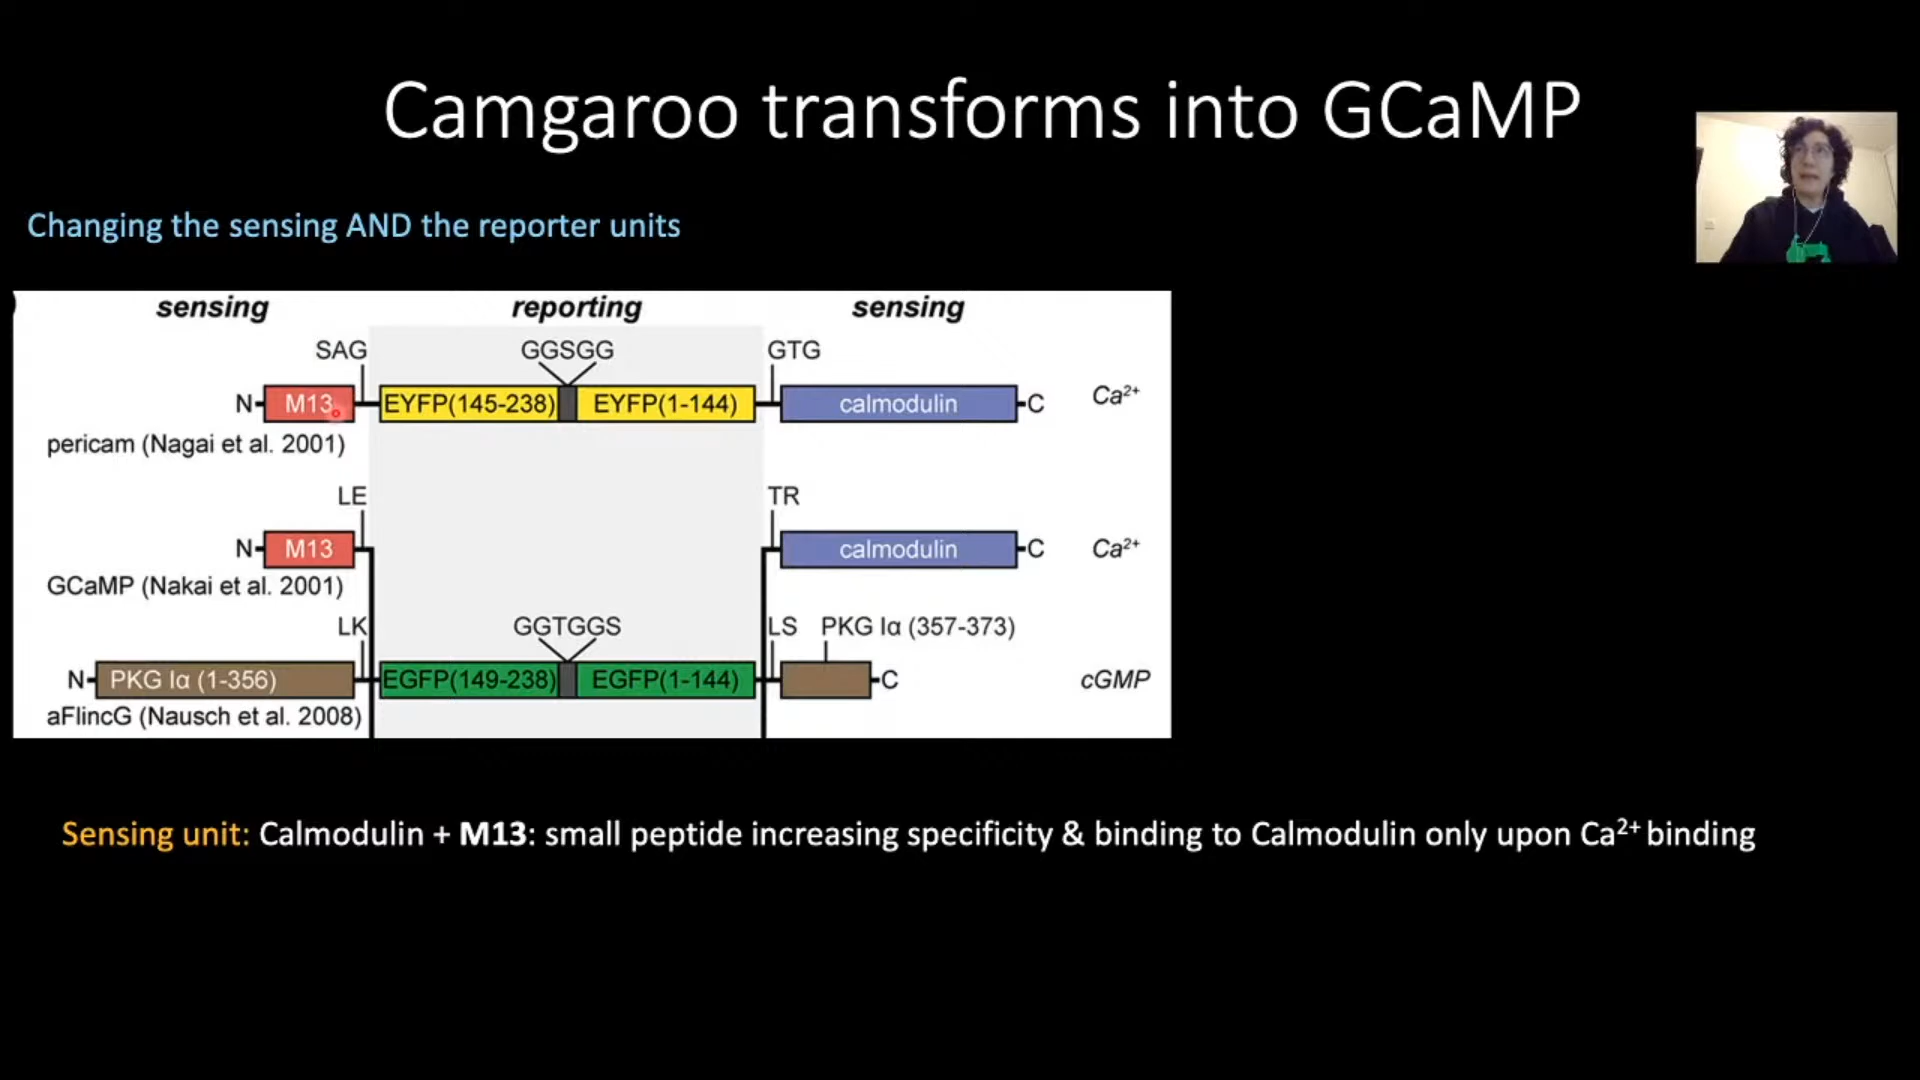 Camgaroo transforms into GCaMP
Changing the sensing AND the reporter units
sensing reporting sensing
SAG GGSGG GTG
N M13 EYFP(145-238) EYFP(1-144) calmodulin C Ca²⁺
pericam (Nagai et al. 2001)
LE TR
N M13 calmodulin C Ca²⁺
GCaMP (Nakai et al. 2001)
LK GGTGGS LS PKG Iα (357-373)
N PKG Iα (1-356) EGFP(149-238) EGFP(1-144) C cGMP
aFlincG (Nausch et al. 2008)
Sensing unit: Calmodulin + M13: small peptide increasing specificity & binding to Calmodulin only upon Ca²⁺ binding